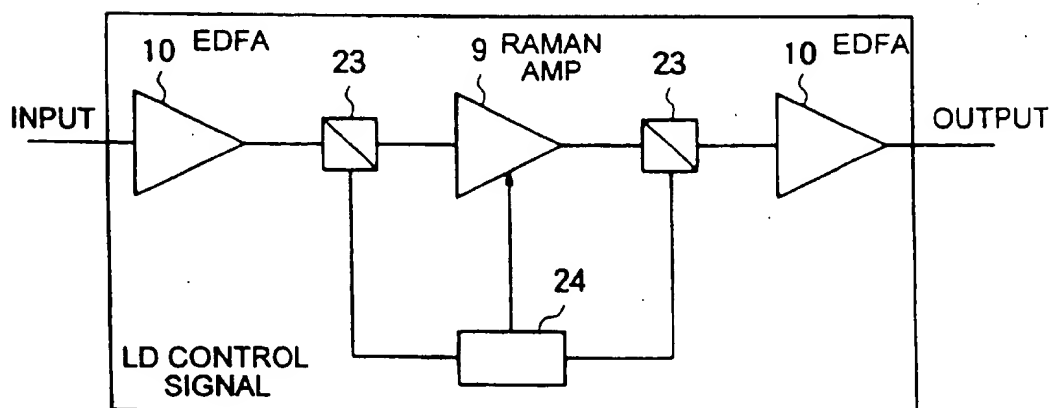 10 EDFA
23
9 RAMAN
AMP
23
10 EDFA
INPUT
OUTPUT
24
LD CONTROL
SIGNAL